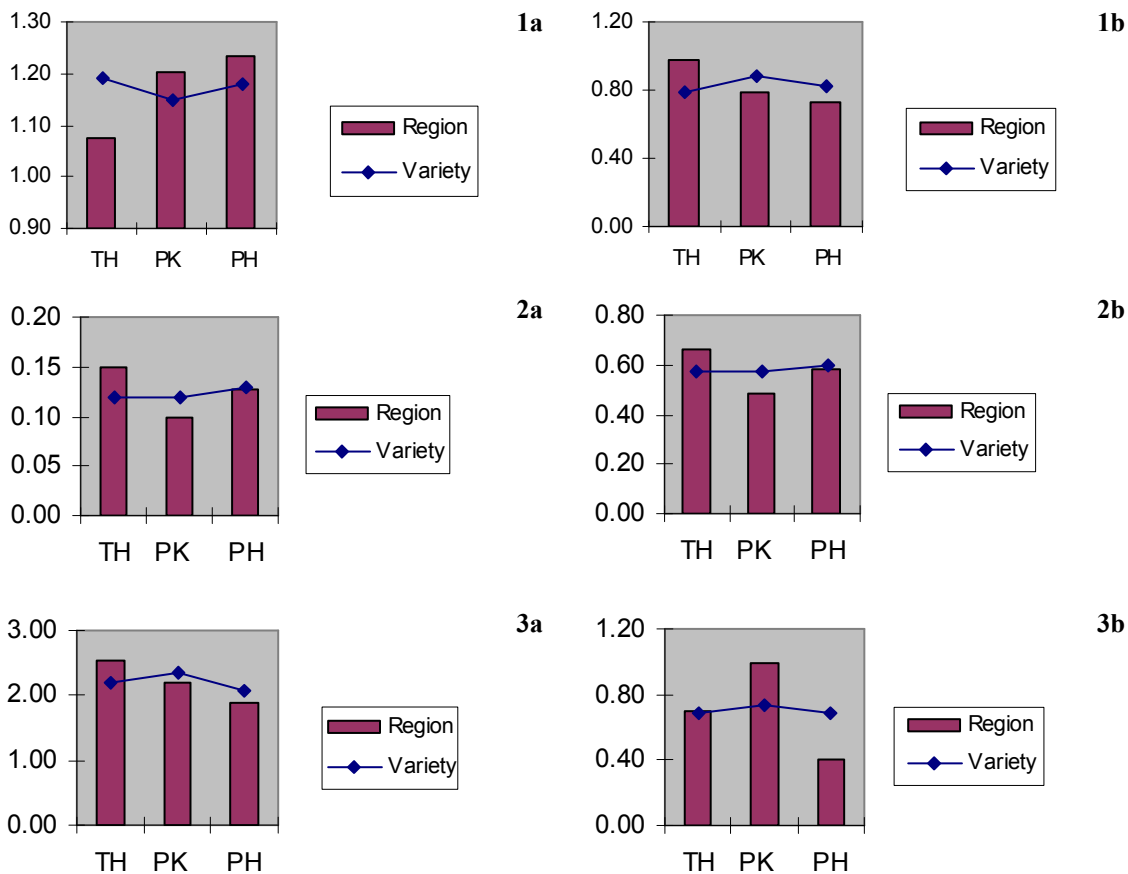 1a
1.30
1.20
1.10
1.00
0.90
TH PK PH
Region
Variety
1b
1.20
0.80
0.40
0.00
TH PK PH
Region
Variety
2a
0.20
0.15
0.10
0.05
0.00
TH PK PH
Region
Variety
2b
0.80
0.60
0.40
0.20
0.00
TH PK PH
Region
Variety
3a
3.00
2.00
1.00
0.00
TH PK PH
Region
Variety
3b
1.20
0.80
0.40
0.00
TH PK PH
Region
Variety